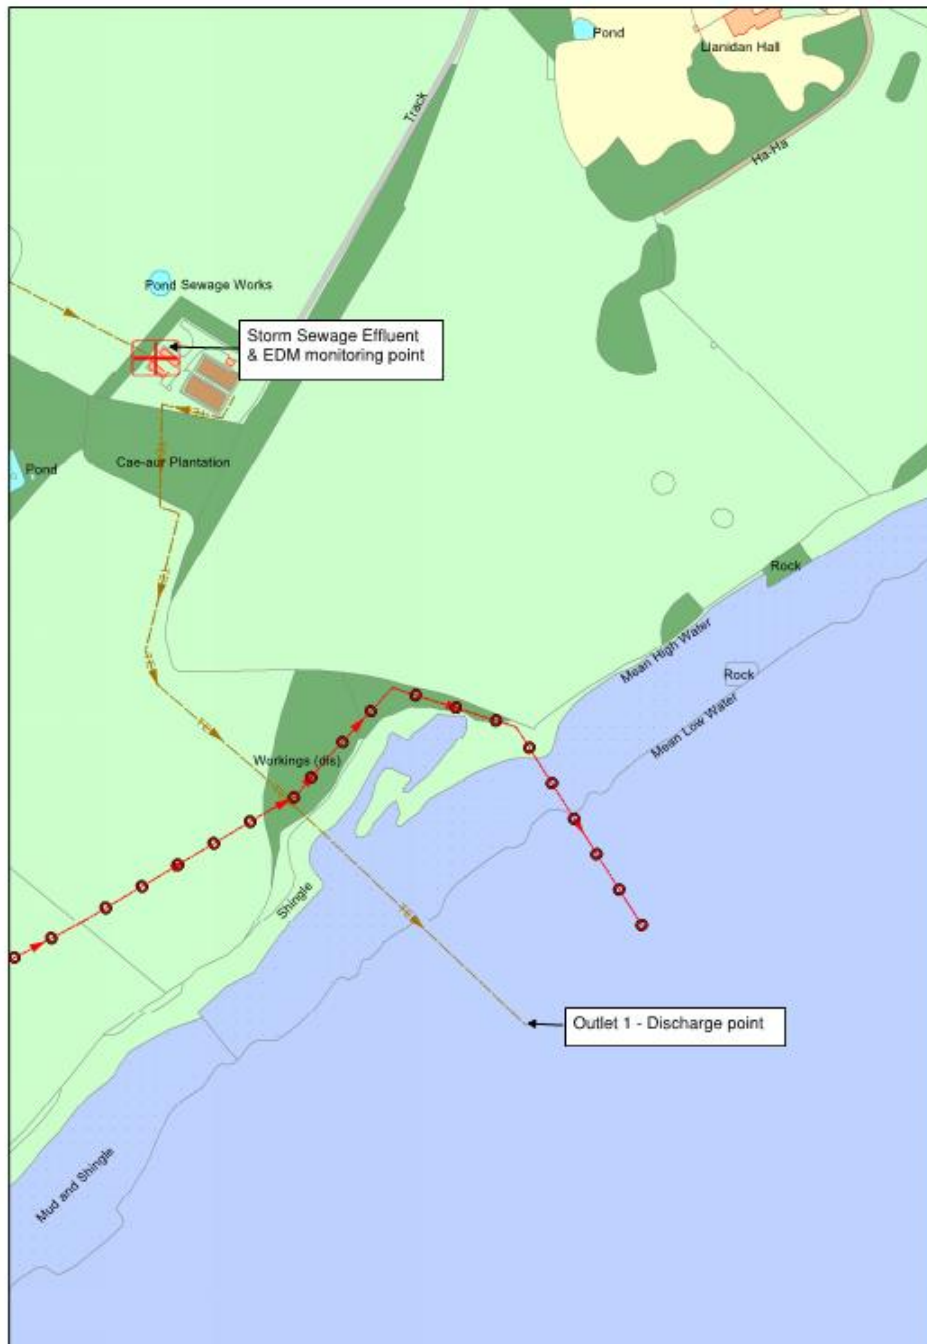 Pond
Llanidan Hall
Track
Ha-Ha
Pond Sewage Works
Storm Sewage Effluent
& EDM monitoring point
Pond
Cae-aur Plantation
Rock
Mean High Water
Rock
Mean Low Water
Workings (dis)
Shingle
Outlet 1 - Discharge point
Mud and Shingle